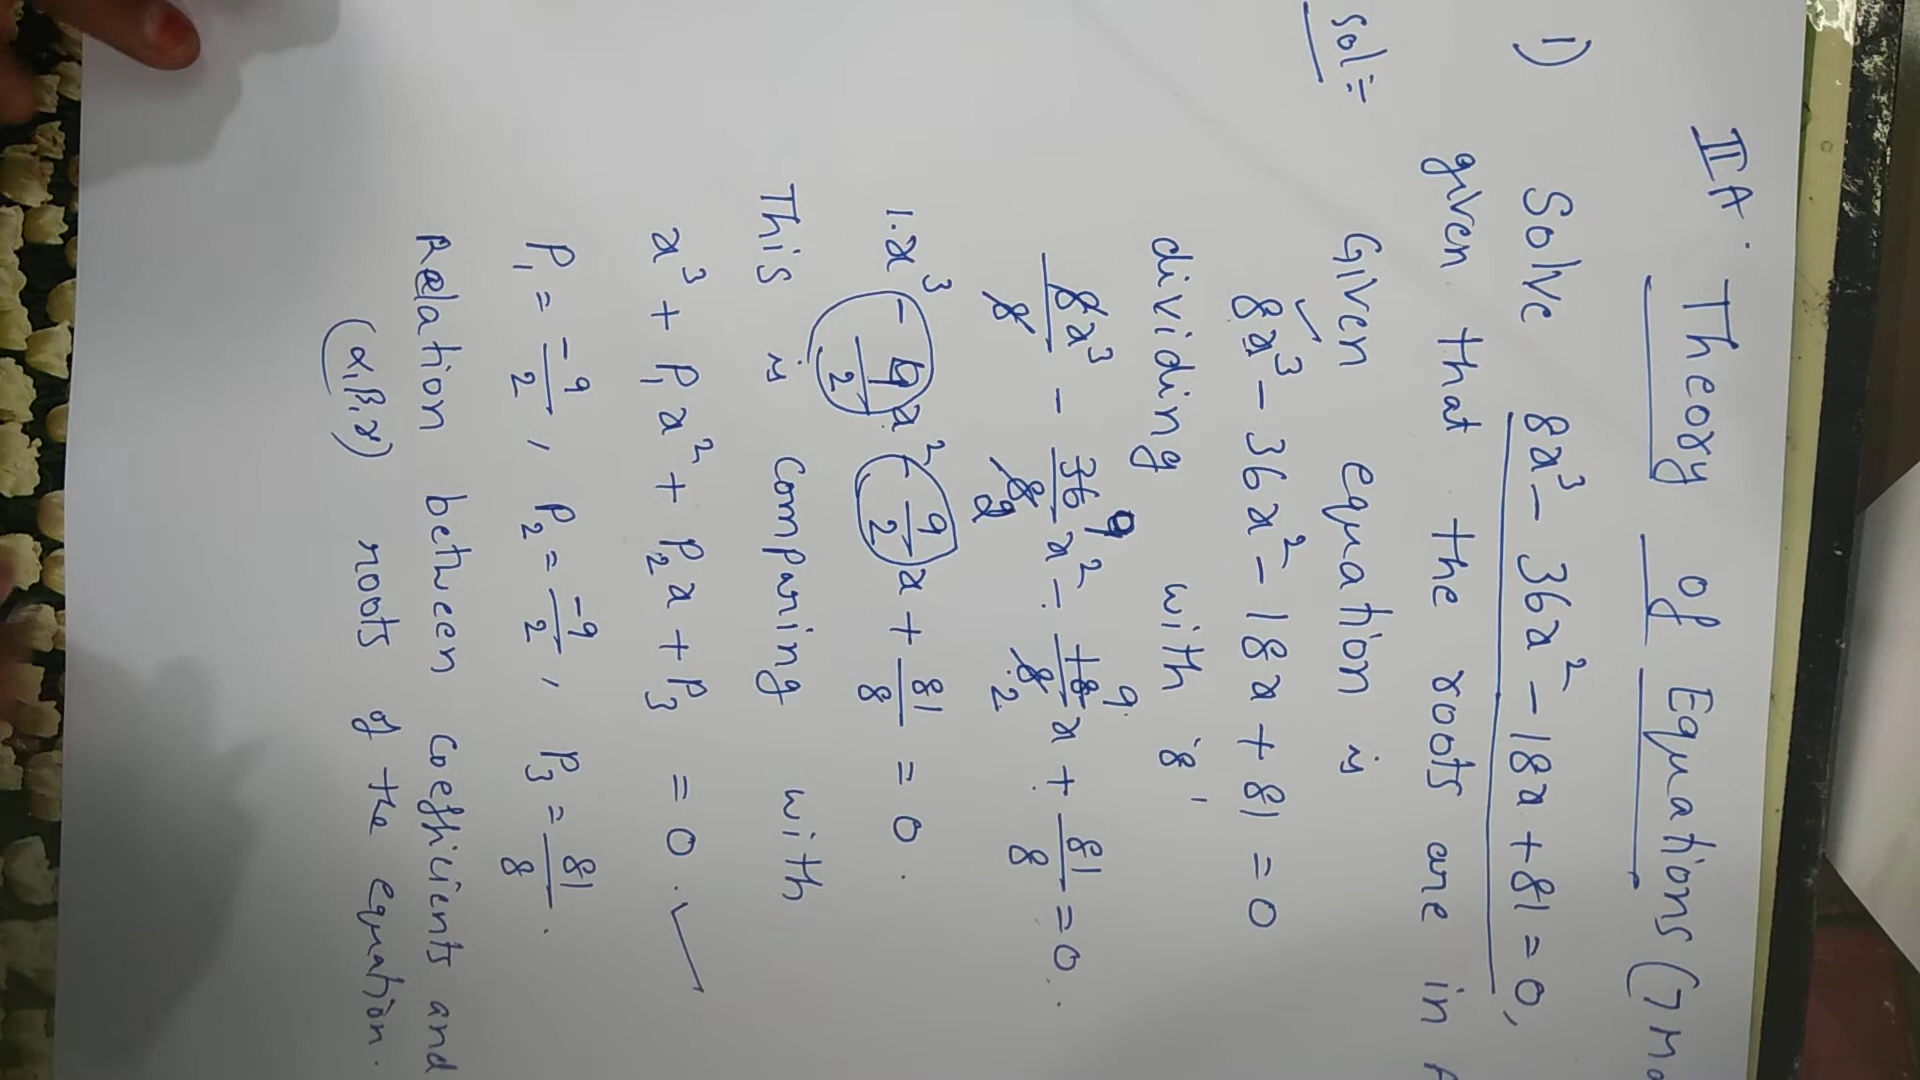 IIA. Theory of Equations (7 Ma
1) Solve 8x³ - 36x² - 18x + 81 = 0,
given that the roots are in A
Sol:- Given equation is
8x³ - 36x² - 18x + 81 = 0
dividing with '8'
8x³/8 - 36/8 x² - 18/8 x + 81/8 = 0.
1.x³ - 9/2 x² - 9/2 x + 81/8 = 0.
This is comparing with
x³ + P₁x² + P₂x + P₃ = 0.
P₁ = -9/2, P₂ = -9/2, P₃ = 81/8.
Relation between coefficients and
(α,β,γ) roots of the equation.